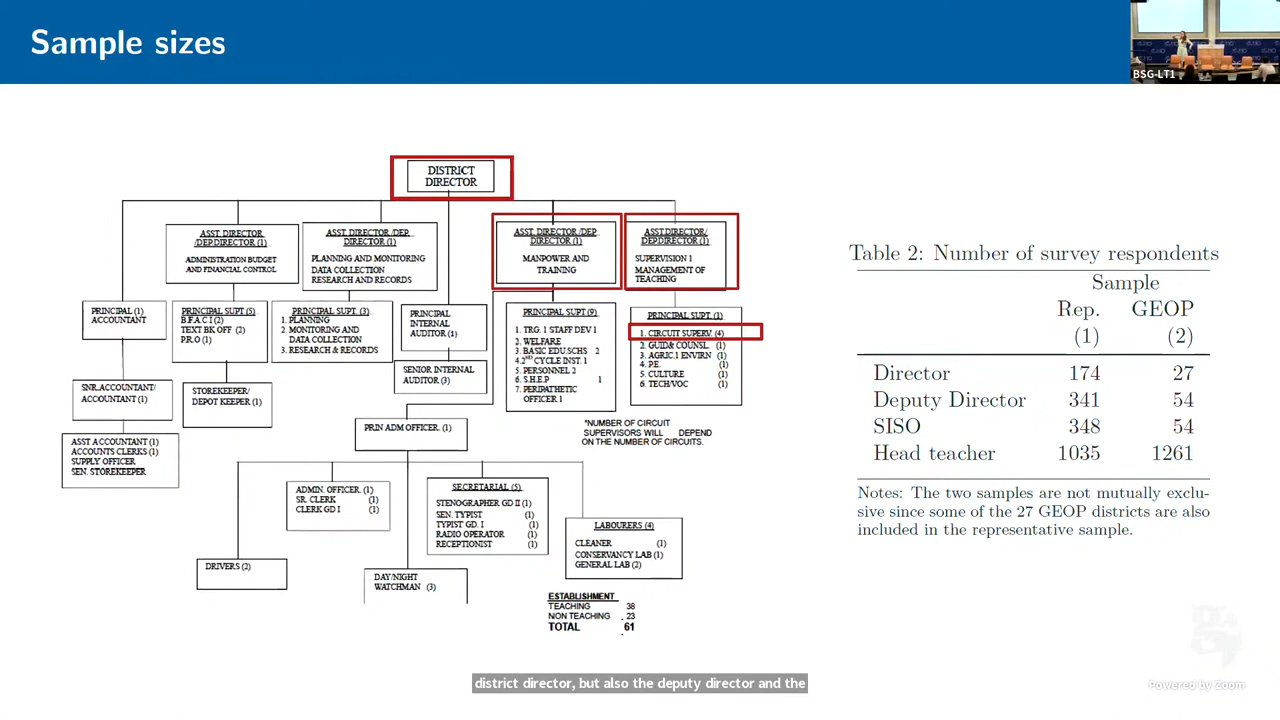 Sample sizes
BSG-LT1
DISTRICT
DIRECTOR
ASST. DIRECTOR
/DEP.DIRECTOR (1)
ADMINISTRATION BUDGET
AND FINANCIAL CONTROL
ASST. DIRECTOR /DEP.
DIRECTOR (1)
PLANNING AND MONITORING
DATA COLLECTION
RESEARCH AND RECORDS
ASST. DIRECTOR /DEP
DIRECTOR (1)
MANPOWER AND
TRAINING
ASST.DIRECTOR/
DEP.DIRECTOR (1)
SUPERVISION 1
MANAGEMENT OF
TEACHING
PRINCIPAL (1)
ACCOUNTANT
PRINCIPAL SUPT (5)
B.F.A C I (2)
TEXT BK OFF (2)
P.R.O (1)
PRINCIPAL SUPT. (3)
1. PLANNING
2. MONITORING AND
DATA COLLECTION
3. RESEARCH & RECORDS
PRINCIPAL
INTERNAL
AUDITOR (1)
PRINCIPAL SUPT (9)
1. TRG. 1 STAFF DEV 1
2. WELFARE
3. BASIC EDU.SCHS 2
4.2ND CYCLE INST. 1
5. PERSONNEL 2
6. S.H.E.P 1
7. PERIPATHETIC
OFFICER 1
PRINCIPAL SUPT. (1)
1. CIRCUIT SUPERV. (4)
2. GUID& COUNSL. (1)
3. AGRIC.1 ENVIRN (1)
4. P.E. (1)
5. CULTURE (1)
6. TECH/VOC (1)
SENIOR INTERNAL
AUDITOR (3)
SNR.ACCOUNTANT/
ACCOUNTANT (1)
STOREKEEPER/
DEPOT KEEPER (1)
ASST ACCOUNTANT (1)
ACCOUNTS CLERKS (1)
SUPPLY OFFICER
SEN. STOREKEEPER
PRIN ADM OFFICER. (1)
*NUMBER OF CIRCUIT
SUPERVISORS WILL DEPEND
ON THE NUMBER OF CIRCUITS.
ADMIN. OFFICER. (1)
SR. CLERK (1)
CLERK GD I (1)
SECRETARIAL (5)
STENOGRAPHER GD II (1)
SEN. TYPIST (1)
TYPIST GD. I (1)
RADIO OPERATOR (1)
RECEPTIONIST (1)
LABOURERS (4)
CLEANER (1)
CONSERVANCY LAB (1)
GENERAL LAB (2)
DRIVERS (2)
DAY/NIGHT
WATCHMAN (3)
ESTABLISHMENT
TEACHING 38
NON TEACHING 23
TOTAL 61
Table 2: Number of survey respondents
Sample
Rep. GEOP
(1) (2)
Director 174 27
Deputy Director 341 54
SISO 348 54
Head teacher 1035 1261
Notes: The two samples are not mutually exclu-
sive since some of the 27 GEOP districts are also
included in the representative sample.
district director, but also the deputy director and the
Powered by Zoom